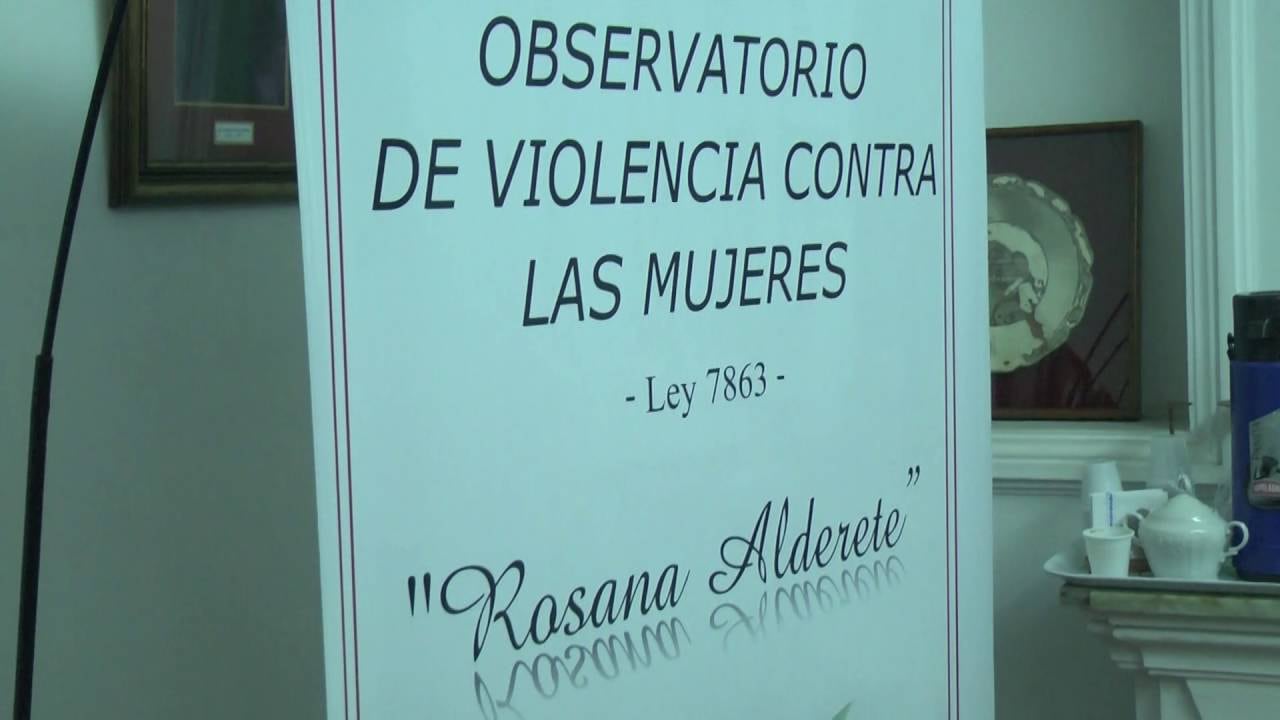 OBSERVATORIO
DE VIOLENCIA CONTRA
LAS MUJERES
- Ley 7863 -
"Rosana Alderete"